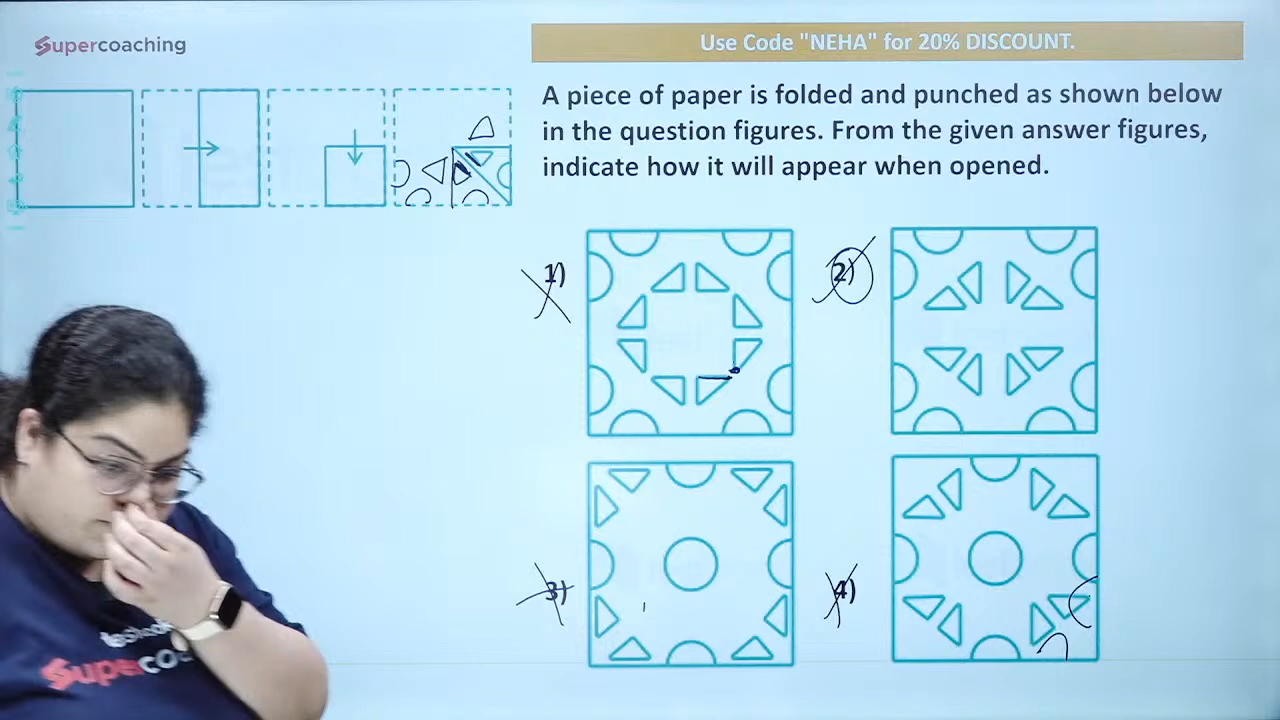 Supercoaching
Use Code "NEHA" for 20% DISCOUNT.
A piece of paper is folded and punched as shown below
in the question figures. From the given answer figures,
indicate how it will appear when opened.
1)
2)
3)
4)
Supercoa